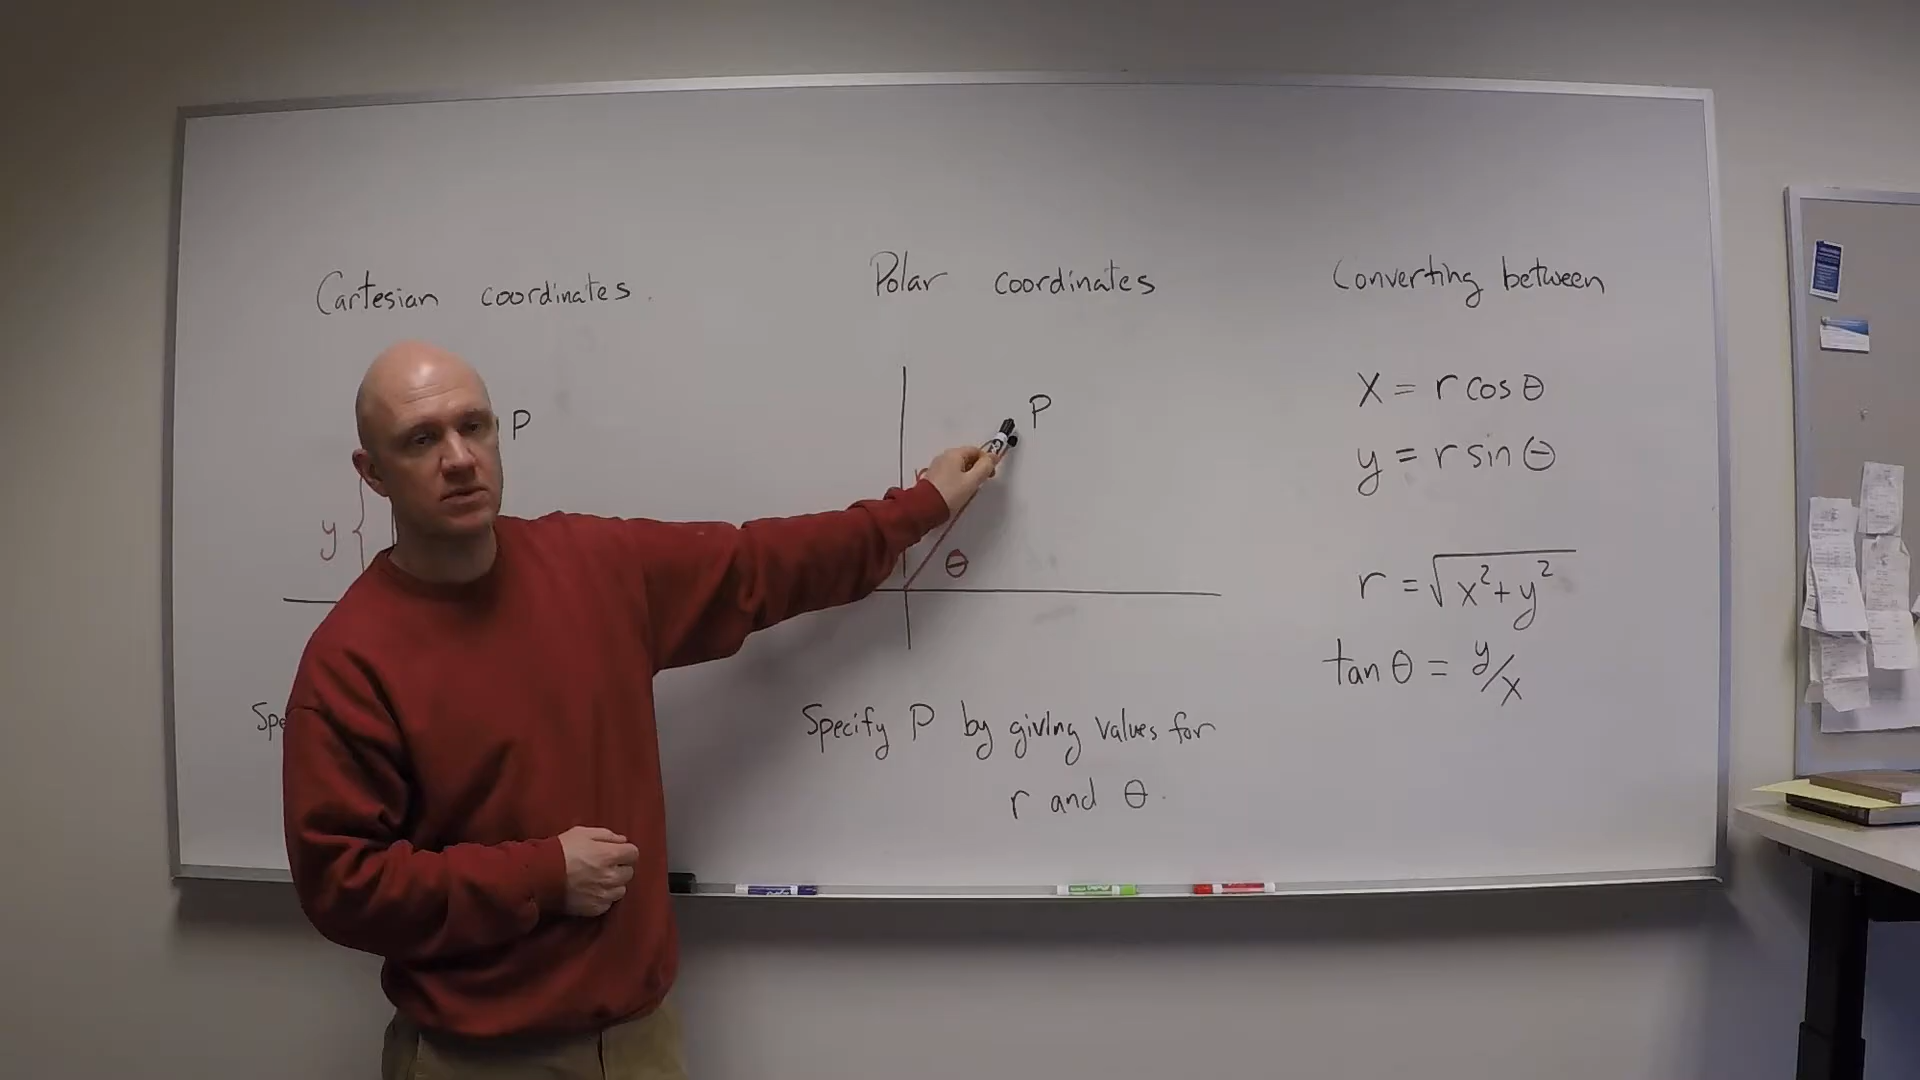 Cartesian coordinates.
P
y
Spe
Polar coordinates
P
r
θ
Specify P by giving values for
r and θ.
Converting between
x = r cos θ
y = r sin θ
r = √x²+y²
tan θ = y/x